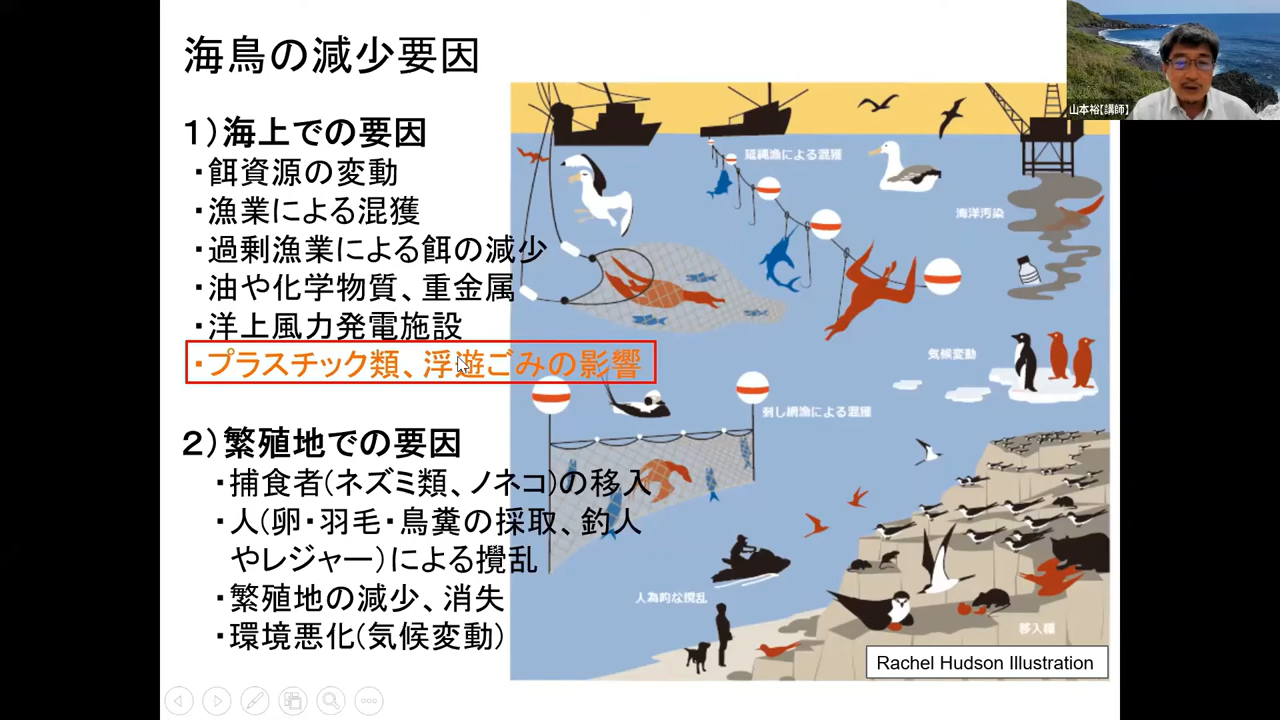 海鳥の減少要因
山本裕【講師】
1）海上での要因
・餌資源の変動
・漁業による混獲
・過剰漁業による餌の減少
・油や化学物質、重金属
・洋上風力発電施設
・プラスチック類、浮遊ごみの影響
2）繁殖地での要因
・捕食者(ネズミ類、ノネコ)の移入
・人(卵・羽毛・鳥糞の採取、釣人
やレジャー)による攪乱
・繁殖地の減少、消失
・環境悪化(気候変動)
延縄漁による混獲
海洋汚染
気候変動
刺し網漁による混獲
人為的な攪乱
移入種
Rachel Hudson Illustration